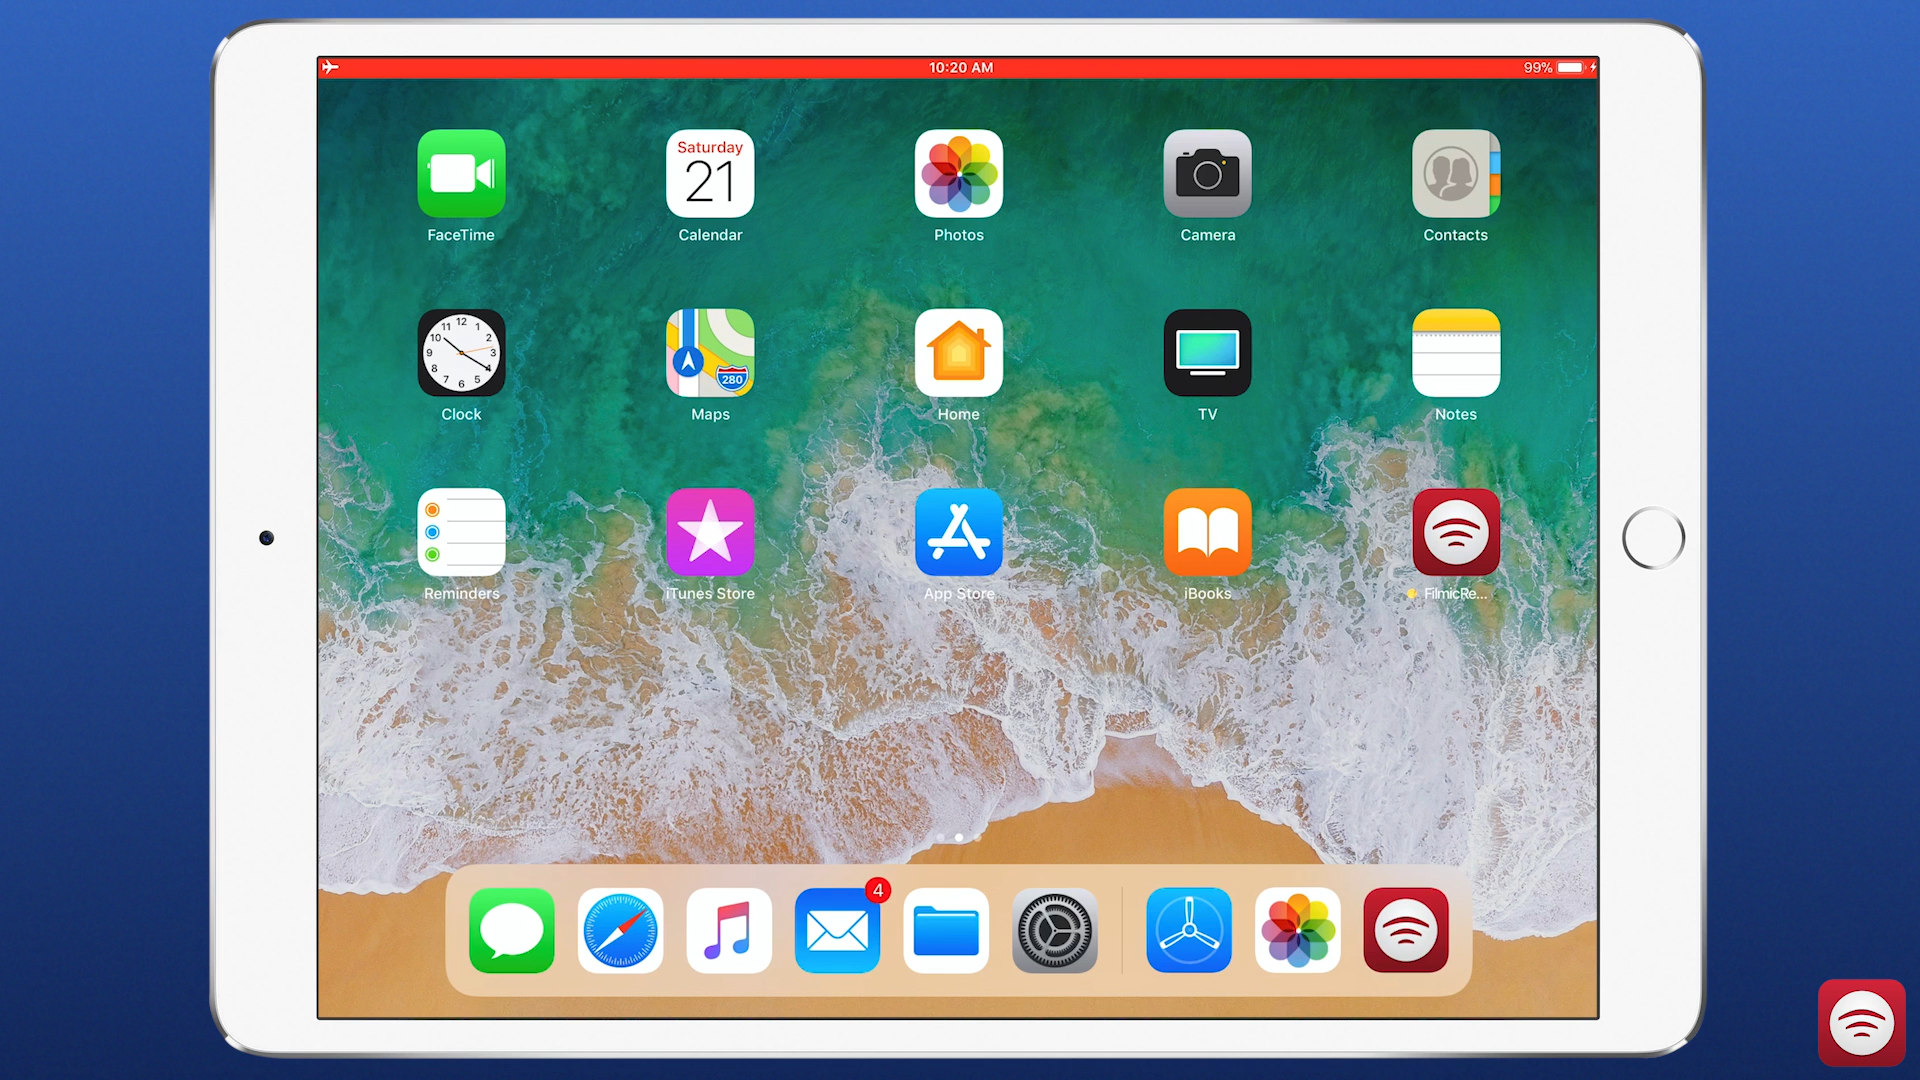 10:20 AM
99%
Saturday
21
FaceTime
Calendar
Photos
Camera
Contacts
12
11 1
10 2
9 3
8 4
7 5
6
280
Clock
Maps
Home
TV
Notes
Reminders
iTunes Store
App Store
iBooks
FilmicRe...
4